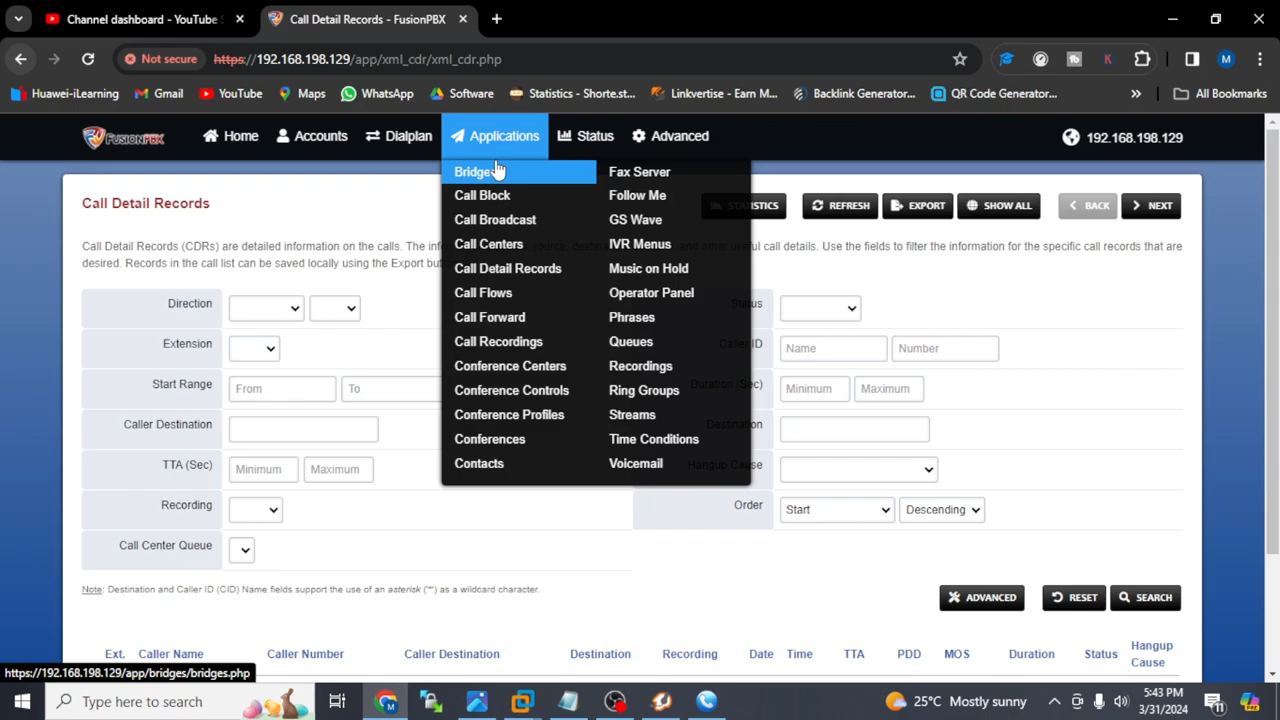 Channel dashboard - YouTube
Call Detail Records - FusionPBX
Not secure https://192.168.198.129/app/xml_cdr/xml_cdr.php
K M
Huawei-iLearning Gmail YouTube Maps WhatsApp Software Statistics - Shorte.st... Linkvertise - Earn M... Backlink Generator... QR Code Generator... » All Bookmarks
FUSIONPBX Home Accounts Dialplan Applications Status Advanced 192.168.198.129
Bridge
Call Block
Call Broadcast
Call Centers
Call Detail Records
Call Flows
Call Forward
Call Recordings
Conference Centers
Conference Controls
Conference Profiles
Conferences
Contacts
Fax Server
Follow Me
GS Wave
IVR Menus
Music on Hold
Operator Panel
Phrases
Queues
Recordings
Ring Groups
Streams
Time Conditions
Voicemail
Call Detail Records
STATISTICS REFRESH EXPORT SHOW ALL BACK NEXT
Call Detail Records (CDRs) are detailed information on the calls. The in source, dest and other useful call details. Use the fields to filter the information for the specific call records that are
desired. Records in the call list can be saved locally using the Export bu
Direction
Status
Extension
Caller ID Name Number
Start Range From To
Duration (Sec) Minimum Maximum
Caller Destination
Destination
TTA (Sec) Minimum Maximum
Hangup Cause
Recording
Order Start Descending
Call Center Queue
Note: Destination and Caller ID (CID) Name fields support the use of an asterisk ('*') as a wildcard character.
ADVANCED RESET SEARCH
Ext. Caller Name Caller Number Caller Destination Destination Recording Date Time TTA PDD MOS Duration Status Hangup
Cause
https://192.168.198.129/app/bridges/bridges.php
Type here to search
25°C Mostly sunny
5:43 PM
3/31/2024
11
PRE